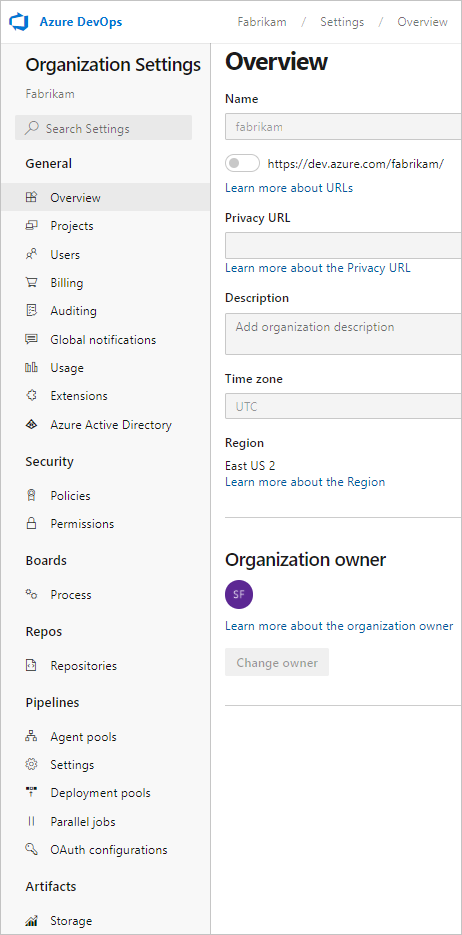 Azure DevOps
Fabrikam / Settings / Overview
Organization Settings
Fabrikam
Search Settings
General
Overview
Projects
Users
Billing
Auditing
Global notifications
Usage
Extensions
Azure Active Directory
Security
Policies
Permissions
Boards
Process
Repos
Repositories
Pipelines
Agent pools
Settings
Deployment pools
Parallel jobs
OAuth configurations
Artifacts
Storage
Overview
Name
fabrikam
https://dev.azure.com/fabrikam/
Learn more about URLs
Privacy URL
Learn more about the Privacy URL
Description
Add organization description
Time zone
UTC
Region
East US 2
Learn more about the Region
Organization owner
SF
Learn more about the organization owner
Change owner